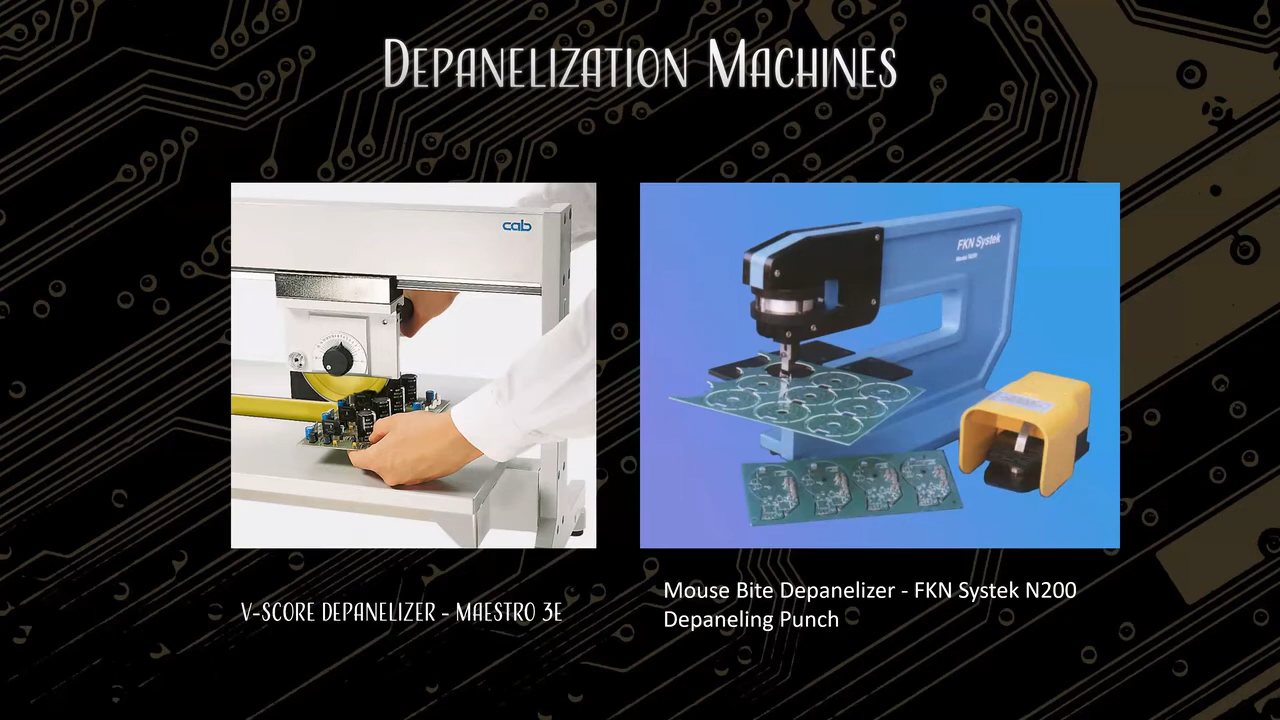 Depanelization Machines
cab
FKN Systek
V-Score Depanelizer - Maestro 3E
Mouse Bite Depanelizer - FKN Systek N200
Depaneling Punch